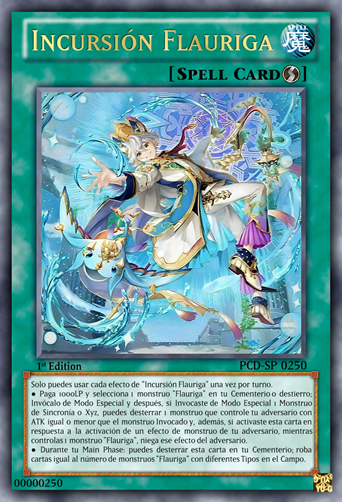 INCURSIÓN FLAURIGA
魔
[SPELL CARD]
1st Edition
PCD-SP 0250
Solo puedes usar cada efecto de "Incursión Flauriga" una vez por turno.
● Paga 1000LP y selecciona 1 monstruo "Flauriga" en tu Cementerio o destierro;
Invócalo de Modo Especial y después, si Invocaste de Modo Especial 1 Monstruo
de Sincronía o Xyz, puedes desterrar 1 monstruo que controle tu adversario con
ATK igual o menor que el monstruo Invocado y, además, si activaste esta carta en
respuesta a la activación de un efecto de monstruo de tu adversario, mientras
controlas 1 monstruo "Flauriga", niega ese efecto del adversario.
● Durante tu Main Phase: puedes desterrar esta carta en tu Cementerio; roba
cartas igual al número de monstruos "Flauriga" con diferentes Tipos en el Campo.
00000250